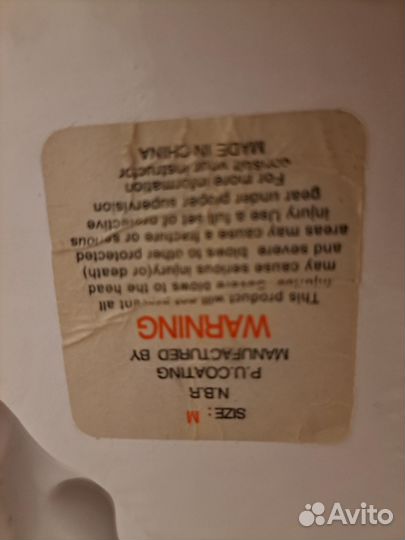 SIZE: M
N.B.R
P.U.COATING
MANUFACTURED BY
WARNING
This product will not prevent all
injuries. Severe blows to the head
may cause serious injury(or death)
and severe blows to other protected
areas may cause a fracture or serious
injury Use a full set of protective
gear under proper supervision
For more information
consult your instructor
MADE IN CHINA
Avito